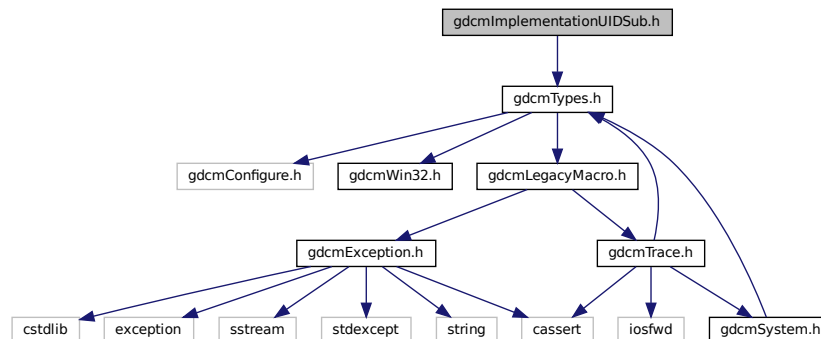 gdcmImplementationUIDSub.h
gdcmTypes.h
gdcmConfigure.h
gdcmWin32.h
gdcmLegacyMacro.h
gdcmException.h
gdcmTrace.h
cstdlib
exception
sstream
stdexcept
string
cassert
iosfwd
gdcmSystem.h